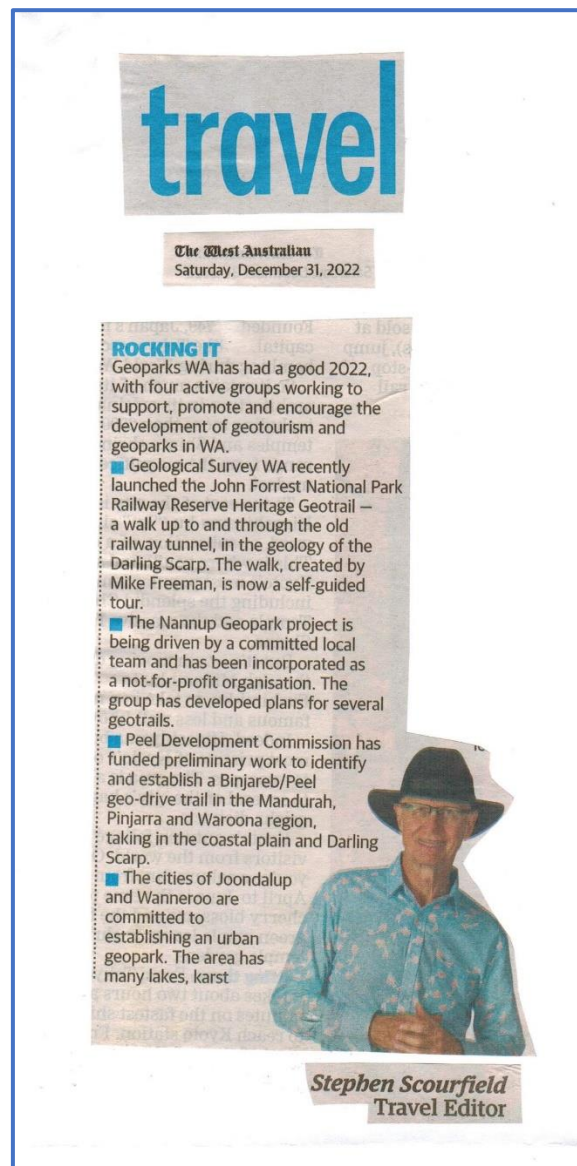 travel
The West Australian
Saturday, December 31, 2022
ROCKING IT
Geoparks WA has had a good 2022,
with four active groups working to
support, promote and encourage the
development of geotourism and
geoparks in WA.
Geological Survey WA recently
launched the John Forrest National Park
Railway Reserve Heritage Geotrail —
a walk up to and through the old
railway tunnel, in the geology of the
Darling Scarp. The walk, created by
Mike Freeman, is now a self-guided
tour.
The Nannup Geopark project is
being driven by a committed local
team and has been incorporated as
a not-for-profit organisation. The
group has developed plans for several
geotrails.
Peel Development Commission has
funded preliminary work to identify
and establish a Binjareb/Peel
geo-drive trail in the Mandurah,
Pinjarra and Waroona region,
taking in the coastal plain and Darling
Scarp.
The cities of Joondalup
and Wanneroo are
committed to
establishing an urban
geopark. The area has
many lakes, karst
Stephen Scourfield
Travel Editor